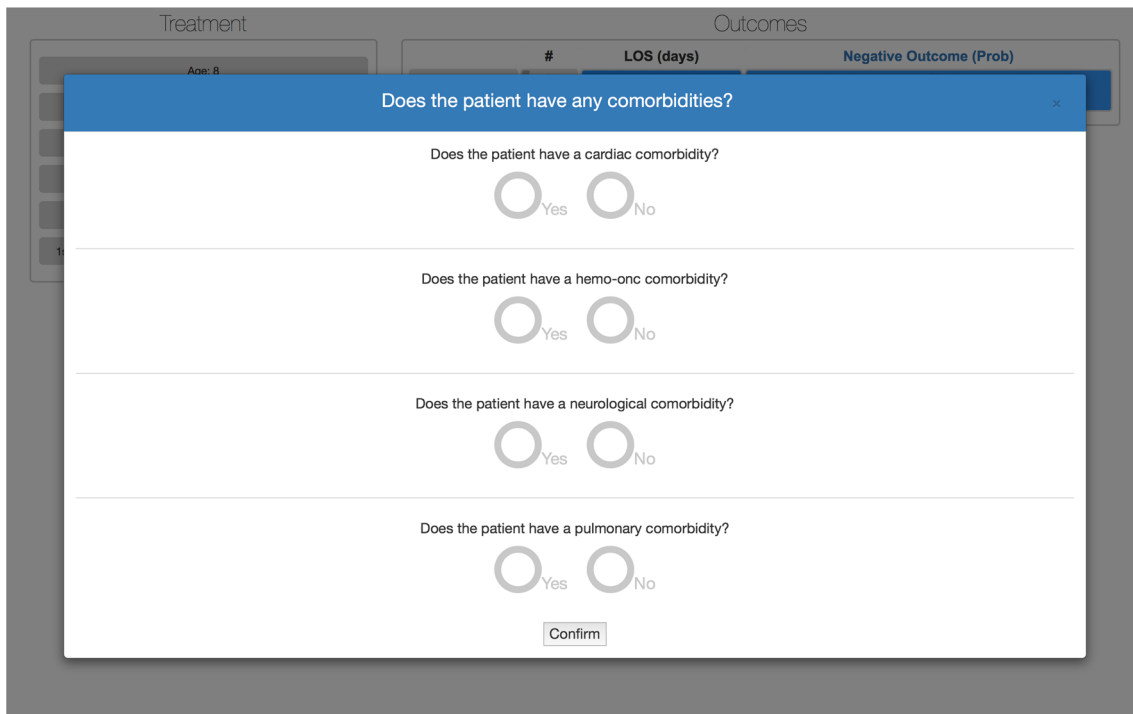 Treatment
Outcomes
# LOS (days) Negative Outcome (Prob)
Age: 8
Does the patient have any comorbidities? ×
Does the patient have a cardiac comorbidity?
Yes No
Does the patient have a hemo-onc comorbidity?
Yes No
Does the patient have a neurological comorbidity?
Yes No
Does the patient have a pulmonary comorbidity?
Yes No
Confirm